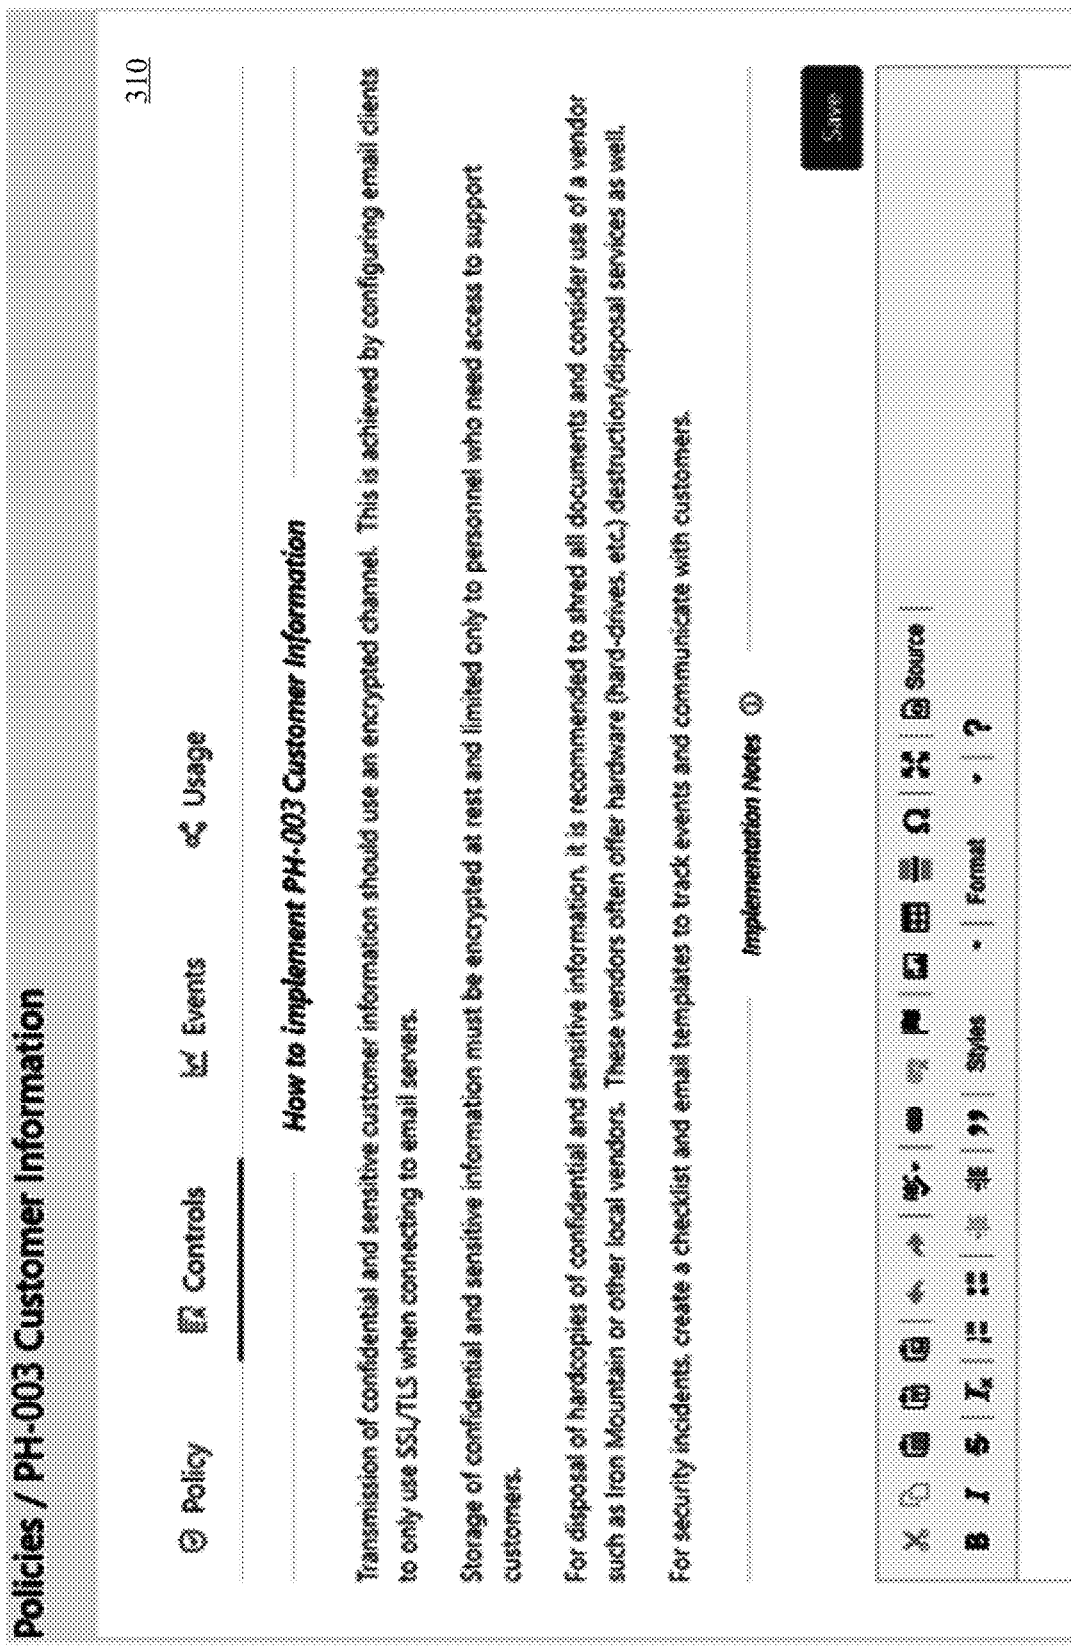 Policies / PH-003 Customer Information
310
Policy Controls Events Usage
How to implement PH-003 Customer Information
Transmission of confidential and sensitive customer information should use an encrypted channel. This is achieved by configuring email clients
to only use SSL/TLS when connecting to email servers.
Storage of confidential and sensitive information must be encrypted at rest and limited only to personnel who need access to support
customers.
For disposal of hardcopies of confidential and sensitive information, it is recommended to shred all documents and consider use of a vendor
such as Iron Mountain or other local vendors. These vendors often offer hardware (hard-drives, etc.) destruction/disposal services as well.
For security incidents, create a checklist and email templates to track events and communicate with customers.
Implementation Notes
Save
Ω Source
B I S Ix ” Styles Format ?